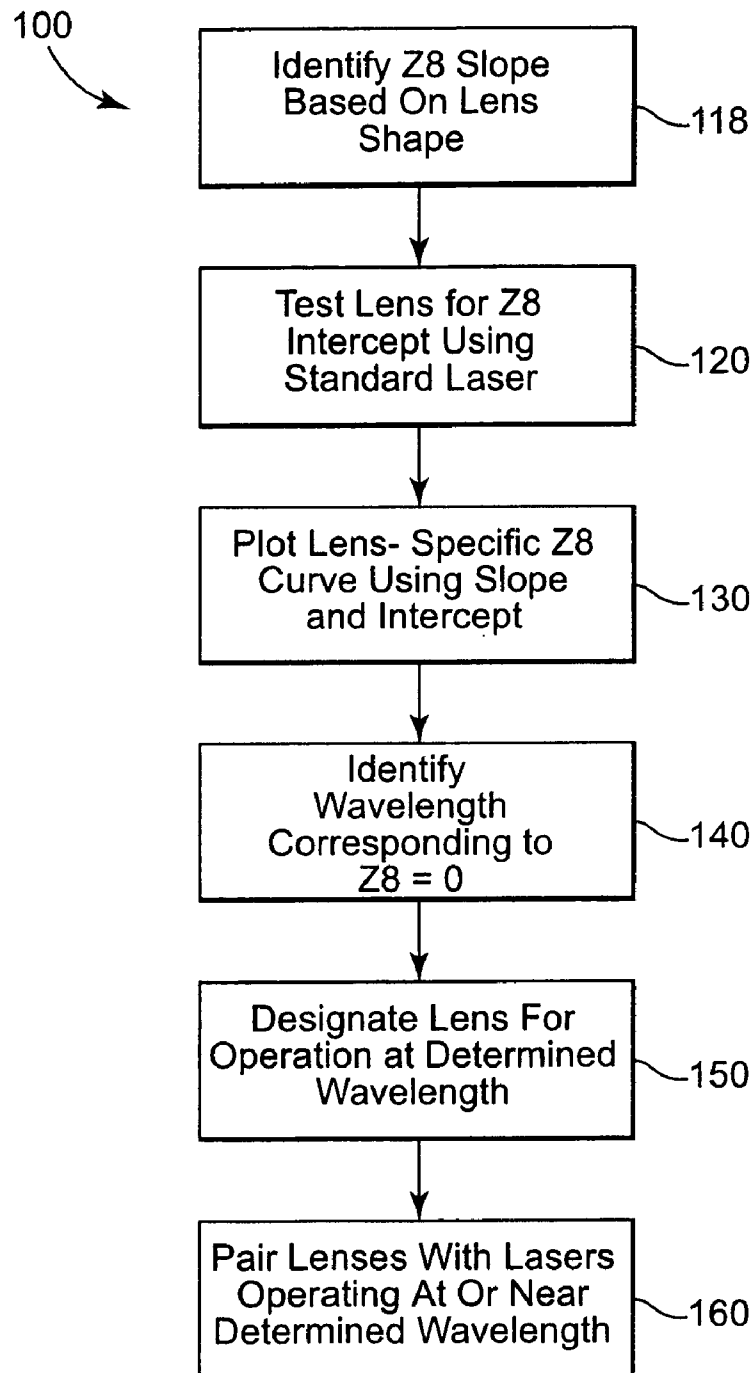 100
Identify Z8 Slope
Based On Lens
Shape
118
Test Lens for Z8
Intercept Using
Standard Laser
120
Plot Lens- Specific Z8
Curve Using Slope
and Intercept
130
Identify
Wavelength
Corresponding to
Z8 = 0
140
Designate Lens For
Operation at Determined
Wavelength
150
Pair Lenses With Lasers
Operating At Or Near
Determined Wavelength
160